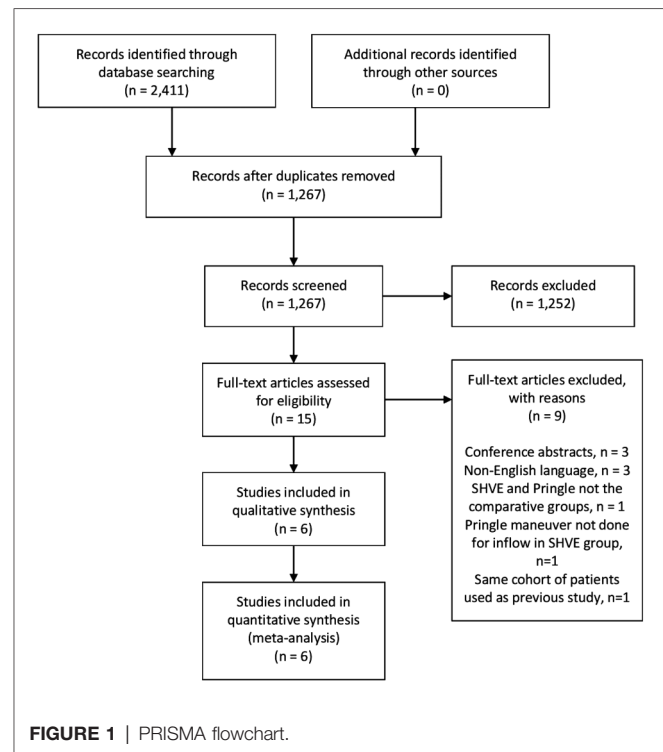 Records identified through
database searching
(n = 2,411)
Additional records identified
through other sources
(n = 0)
Records after duplicates removed
(n = 1,267)
Records screened
(n = 1,267)
Records excluded
(n = 1,252)
Full-text articles assessed
for eligibility
(n = 15)
Full-text articles excluded,
with reasons
(n = 9)
Conference abstracts, n = 3
Non-English language, n = 3
SHVE and Pringle not the
comparative groups, n = 1
Pringle maneuver not done
for inflow in SHVE group,
n=1
Same cohort of patients
used as previous study, n=1
Studies included in
qualitative synthesis
(n = 6)
Studies included in
quantitative synthesis
(meta-analysis)
(n = 6)
FIGURE 1 | PRISMA flowchart.